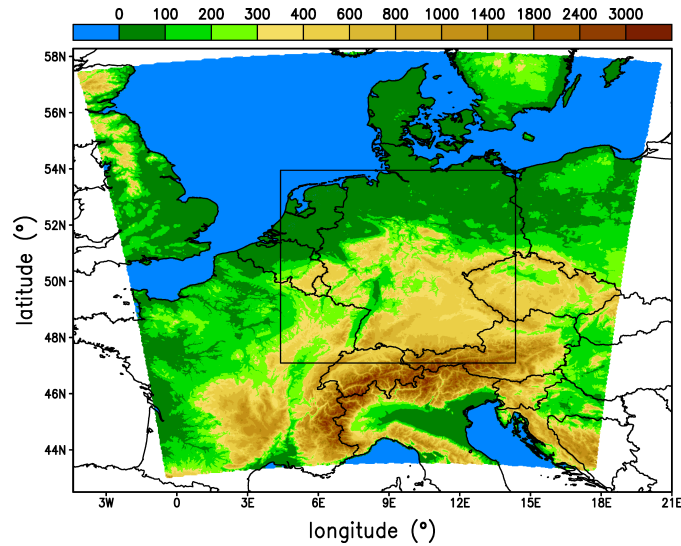 0 100 200 300 400 600 800 1000 1400 1800 2400 3000
58N
56N
54N
52N
50N
48N
46N
44N
latitude (°)
3W 0 3E 6E 9E 12E 15E 18E 21E
longitude (°)